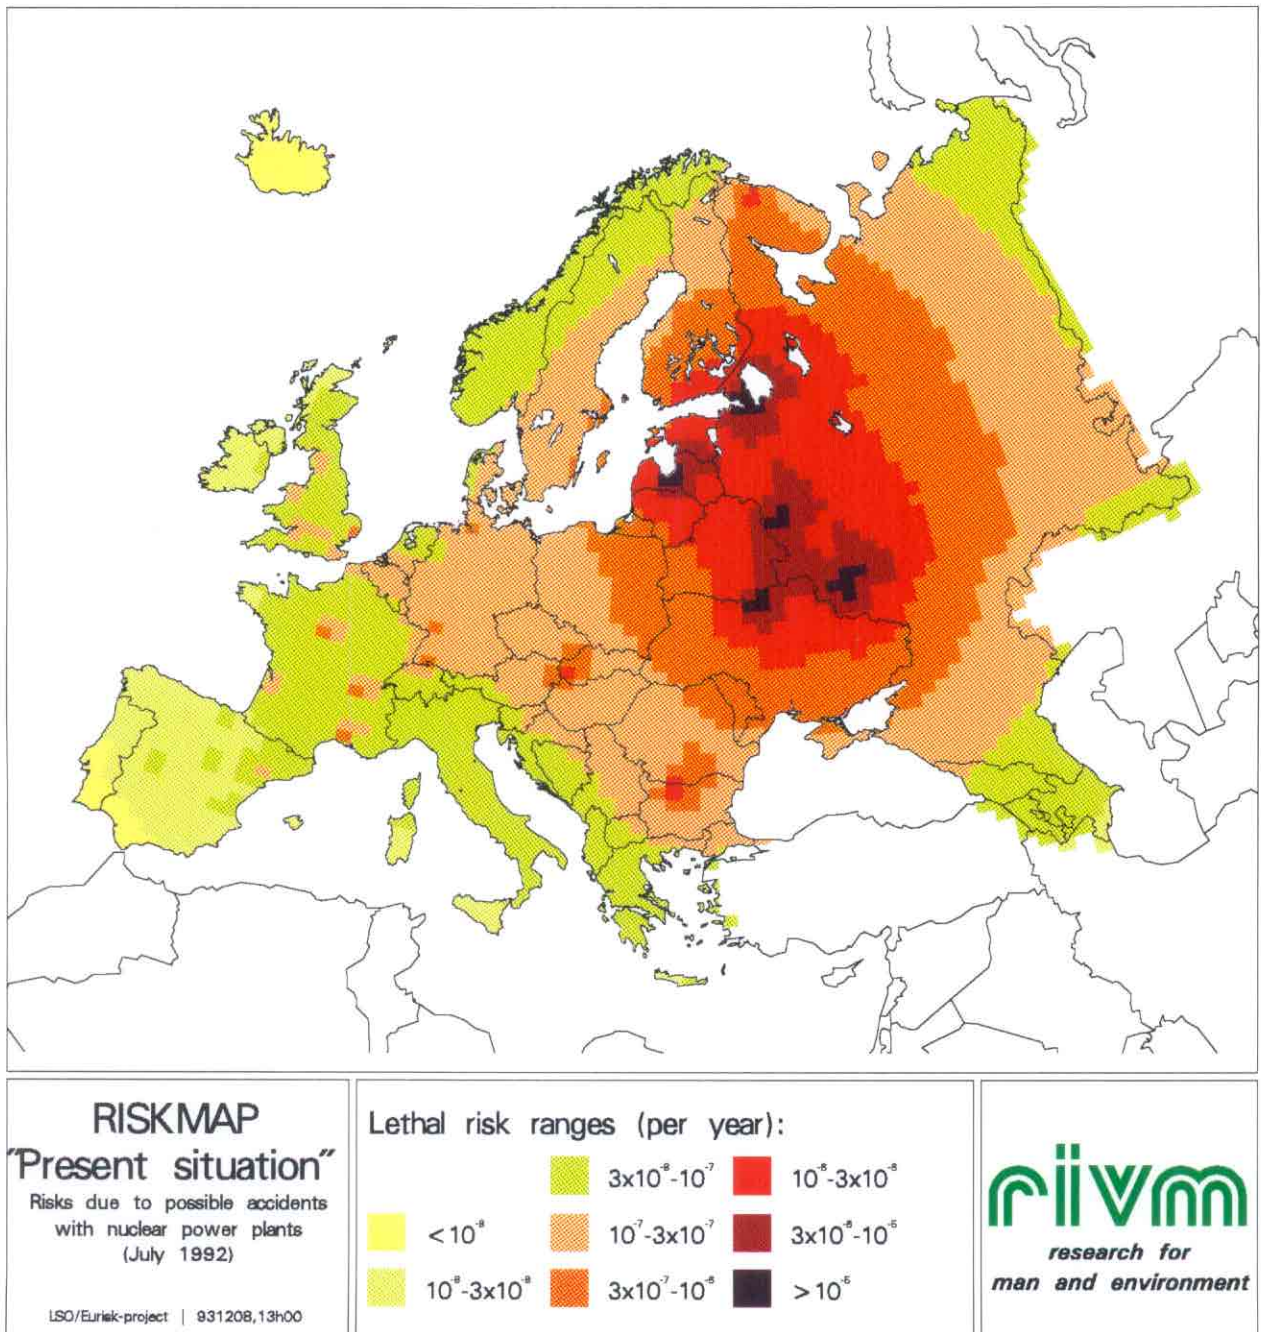 RISKMAP
"Present situation"
Risks due to possible accidents
with nuclear power plants
(July 1992)
LSO/Eurisk-project | 931208,13h00
Lethal risk ranges (per year):
<10⁻⁸
10⁻⁸-3x10⁻⁸
3x10⁻⁸-10⁻⁷
10⁻⁷-3x10⁻⁷
3x10⁻⁷-10⁻⁶
10⁻⁶-3x10⁻⁶
3x10⁻⁶-10⁻⁵
>10⁻⁵
rivm
research for
man and environment